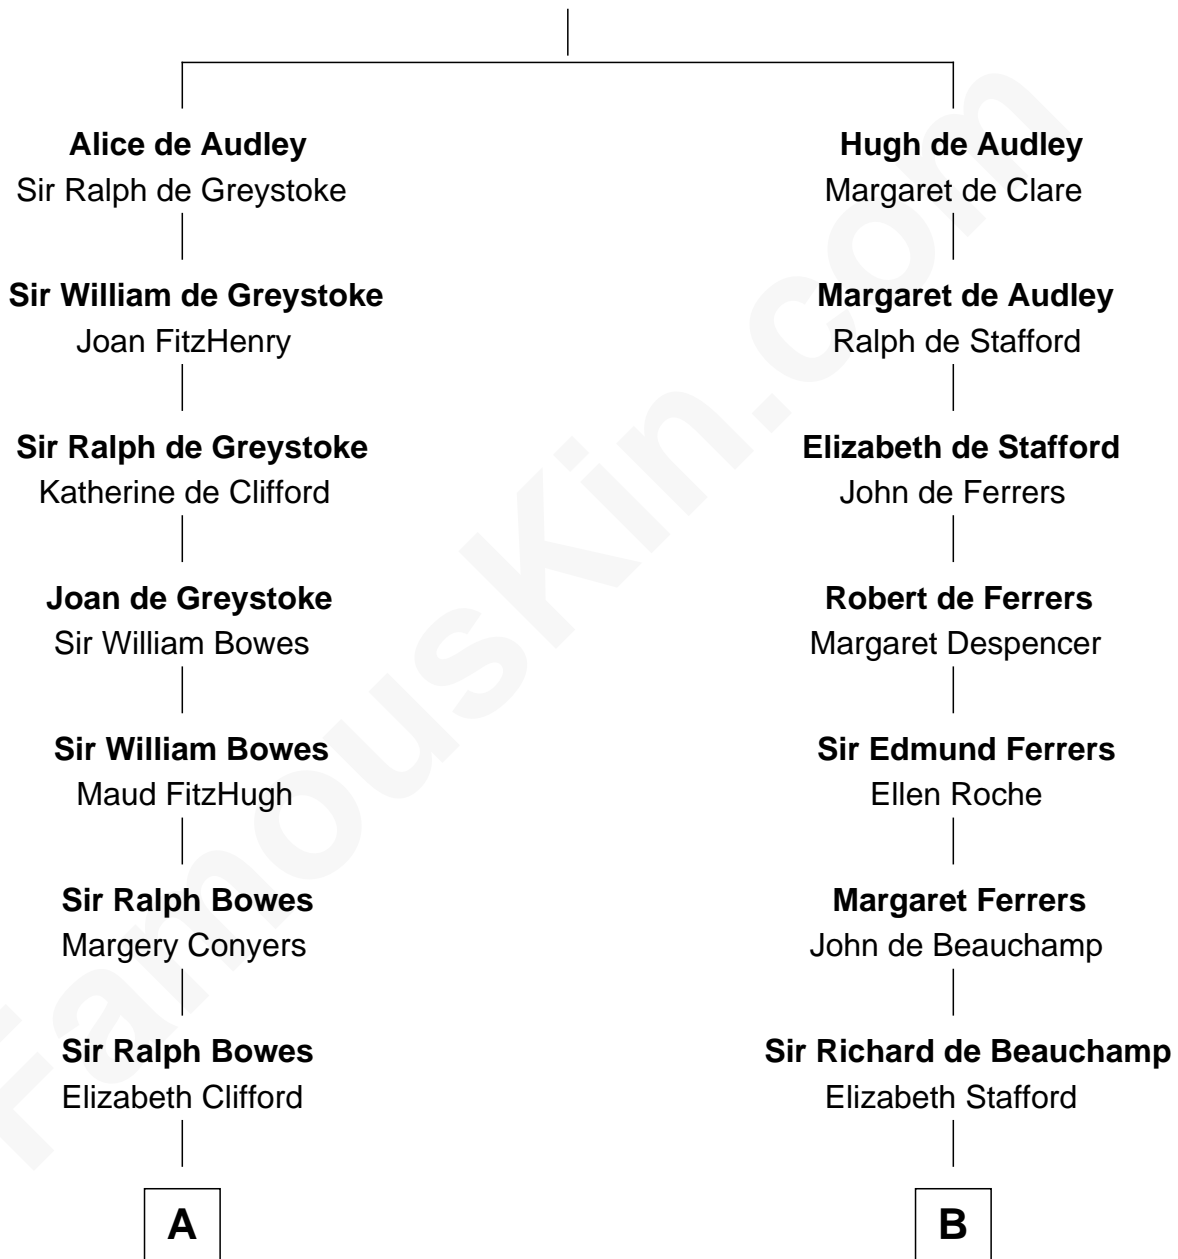 Alice de Audley
Sir Ralph de Greystoke
Sir William de Greystoke
Joan FitzHenry
Sir Ralph de Greystoke
Katherine de Clifford
Joan de Greystoke
Sir William Bowes
Sir William Bowes
Maud FitzHugh
Sir Ralph Bowes
Margery Conyers
Sir Ralph Bowes
Elizabeth Clifford
A
Hugh de Audley
Margaret de Clare
Margaret de Audley
Ralph de Stafford
Elizabeth de Stafford
John de Ferrers
Robert de Ferrers
Margaret Despencer
Sir Edmund Ferrers
Ellen Roche
Margaret Ferrers
John de Beauchamp
Sir Richard de Beauchamp
Elizabeth Stafford
B
FamousKin.com